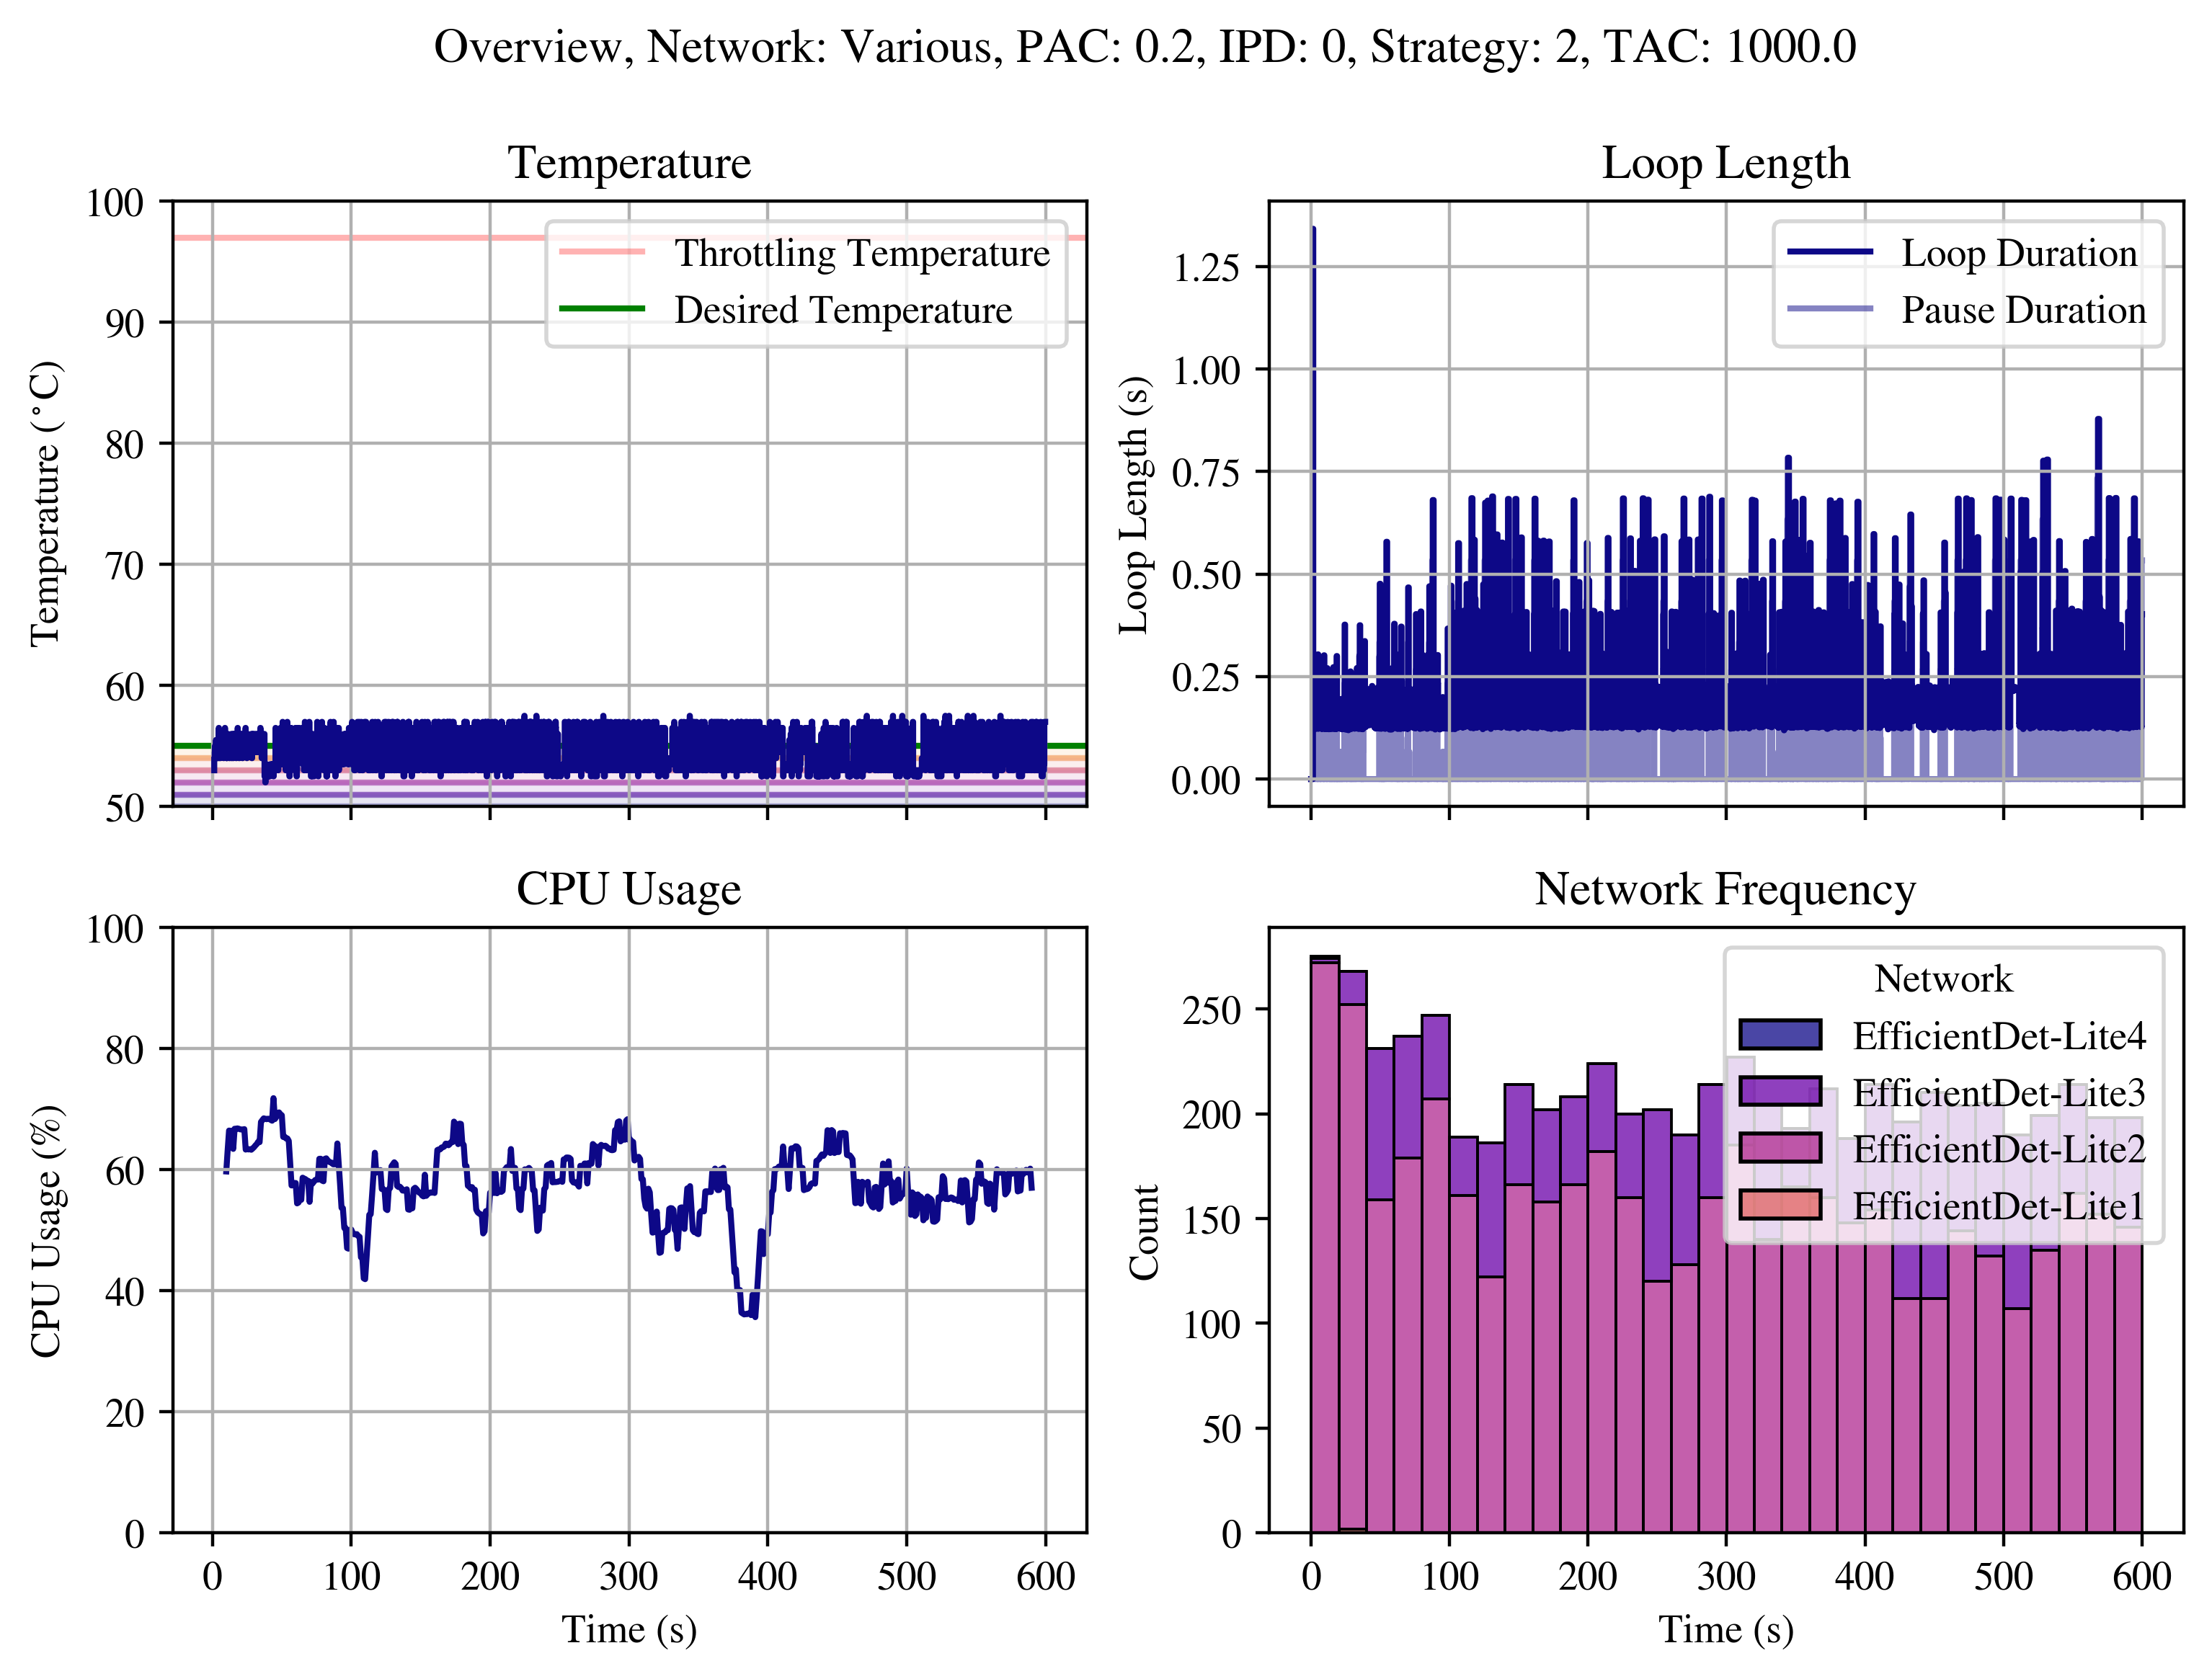 Overview, Network: Various, PAC: 0.2, IPD: 0, Strategy: 2, TAC: 1000.0
Temperature
100
90
80
70
60
50
Temperature (°C)
Throttling Temperature
Desired Temperature
Loop Length
1.25
1.00
0.75
0.50
0.25
0.00
Loop Length (s)
Loop Duration
Pause Duration
CPU Usage
100
80
60
40
20
0
CPU Usage (%)
0 100 200 300 400 500 600
Time (s)
Network Frequency
250
200
150
100
50
0
Count
Network
EfficientDet-Lite4
EfficientDet-Lite3
EfficientDet-Lite2
EfficientDet-Lite1
0 100 200 300 400 500 600
Time (s)